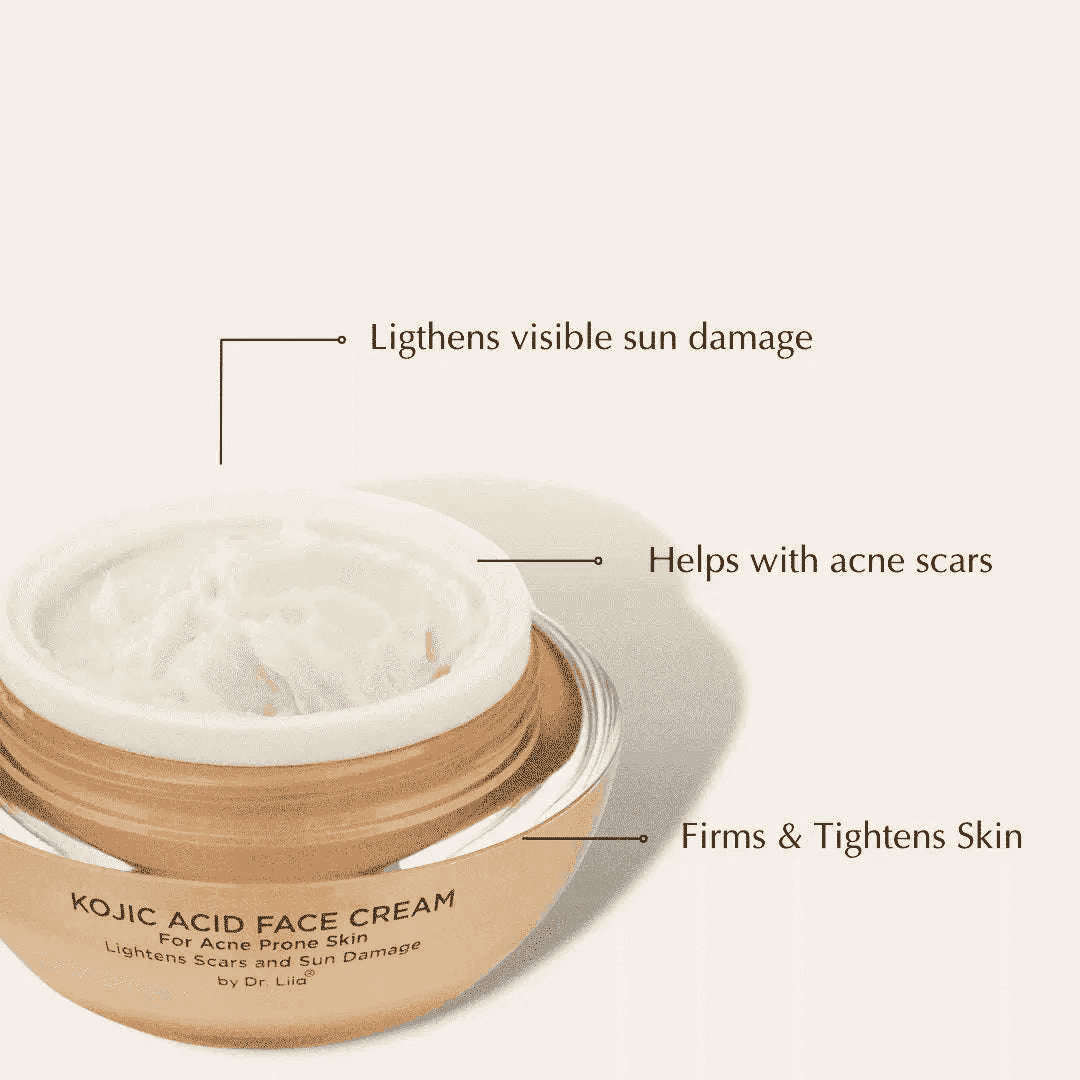 Ligthens visible sun damage
Helps with acne scars
Firms & Tightens Skin
KOJIC ACID FACE CREAM
For Acne Prone Skin
Lightens Scars and Sun Damage
by Dr. Liia®